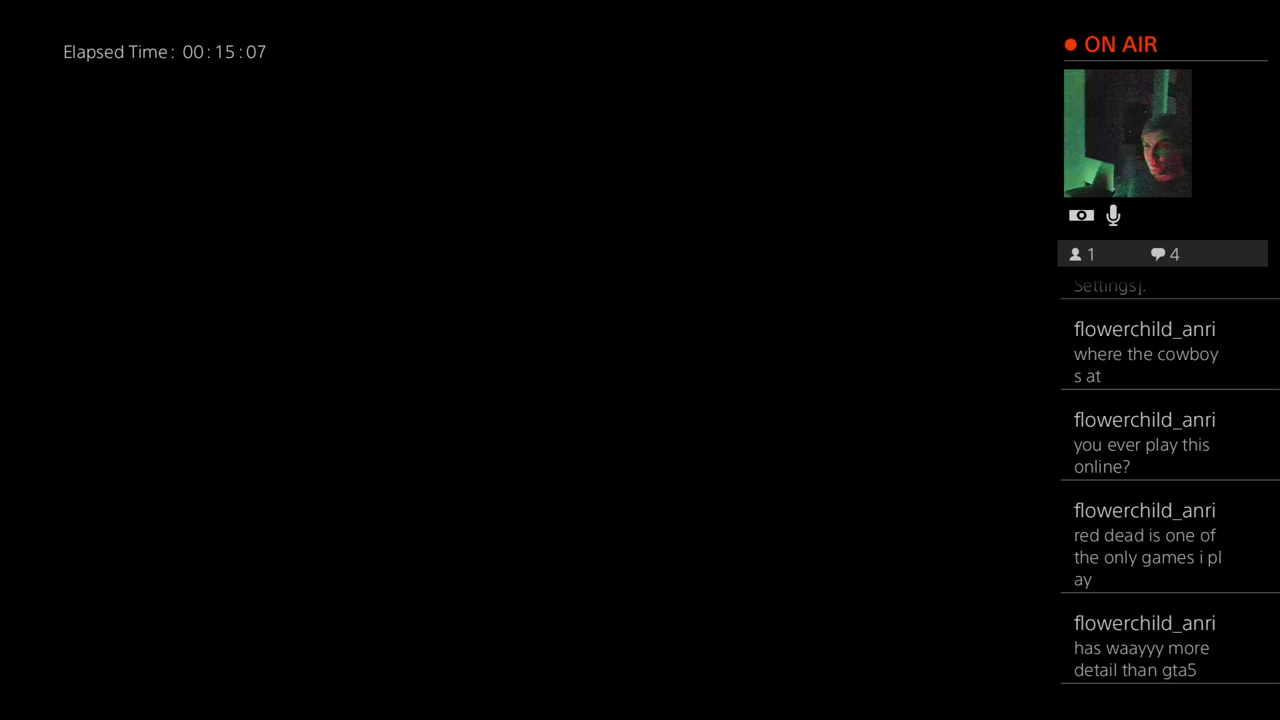 Elapsed Time: 00:15:07
ON AIR
1 4
Settings].
flowerchild_anri
where the cowboy
s at
flowerchild_anri
you ever play this
online?
flowerchild_anri
red dead is one of
the only games i pl
ay
flowerchild_anri
has waayyy more
detail than gta5